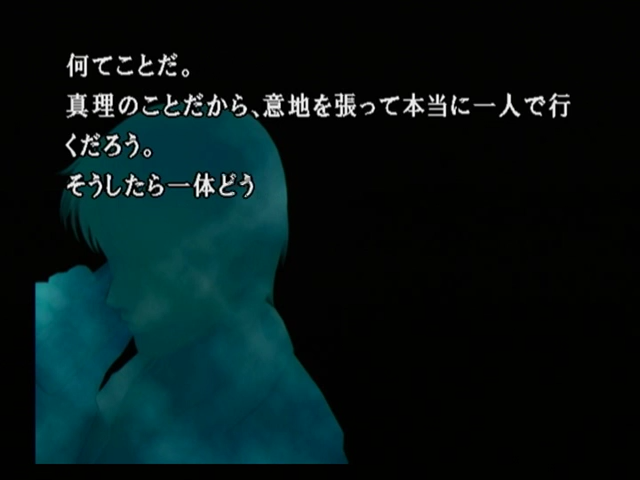 何てことだ。
真理のことだから､意地を張って本当に一人で行
くだろう。
そうしたら一体どう